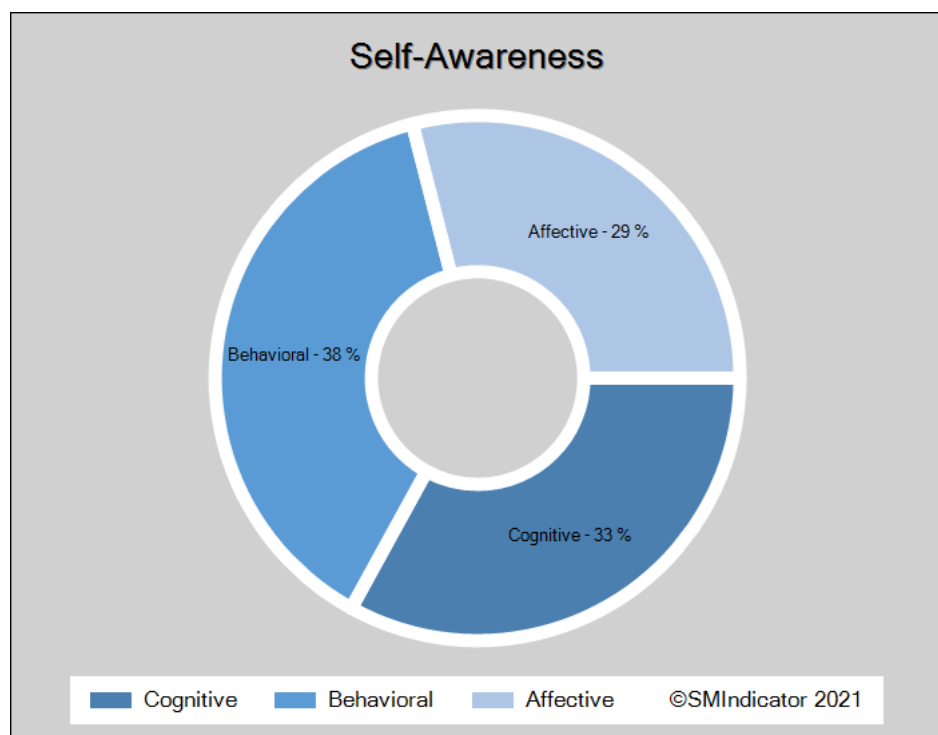 Self-Awareness
Affective - 29 %
Behavioral - 38 %
Cognitive - 33 %
Cognitive Behavioral Affective ©SMIndicator 2021